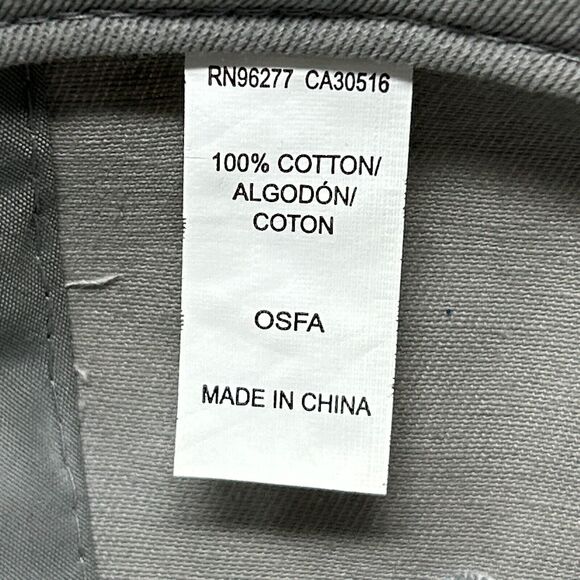 RN96277 CA30516
100% COTTON/
ALGODÓN/
COTON
OSFA
MADE IN CHINA